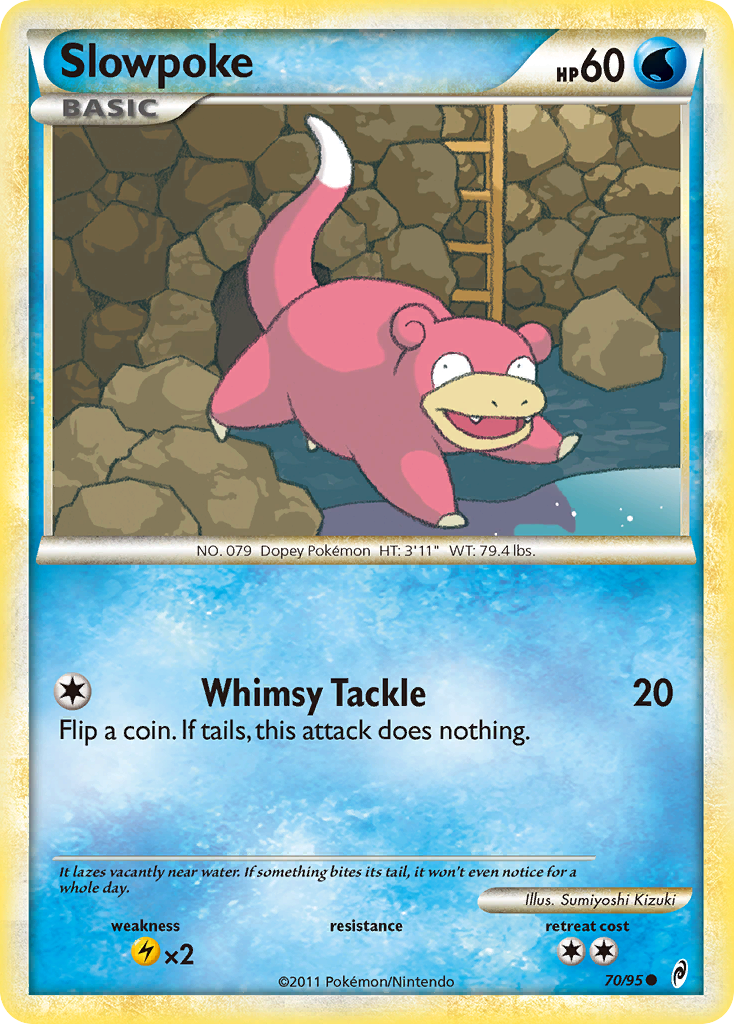 Slowpoke HP60
BASIC
NO. 079 Dopey Pokémon HT: 3'11" WT: 79.4 lbs.
Whimsy Tackle 20
Flip a coin. If tails, this attack does nothing.
It lazes vacantly near water. If something bites its tail, it won't even notice for a
whole day.
Illus. Sumiyoshi Kizuki
weakness resistance retreat cost
×2
©2011 Pokémon/Nintendo 70/95